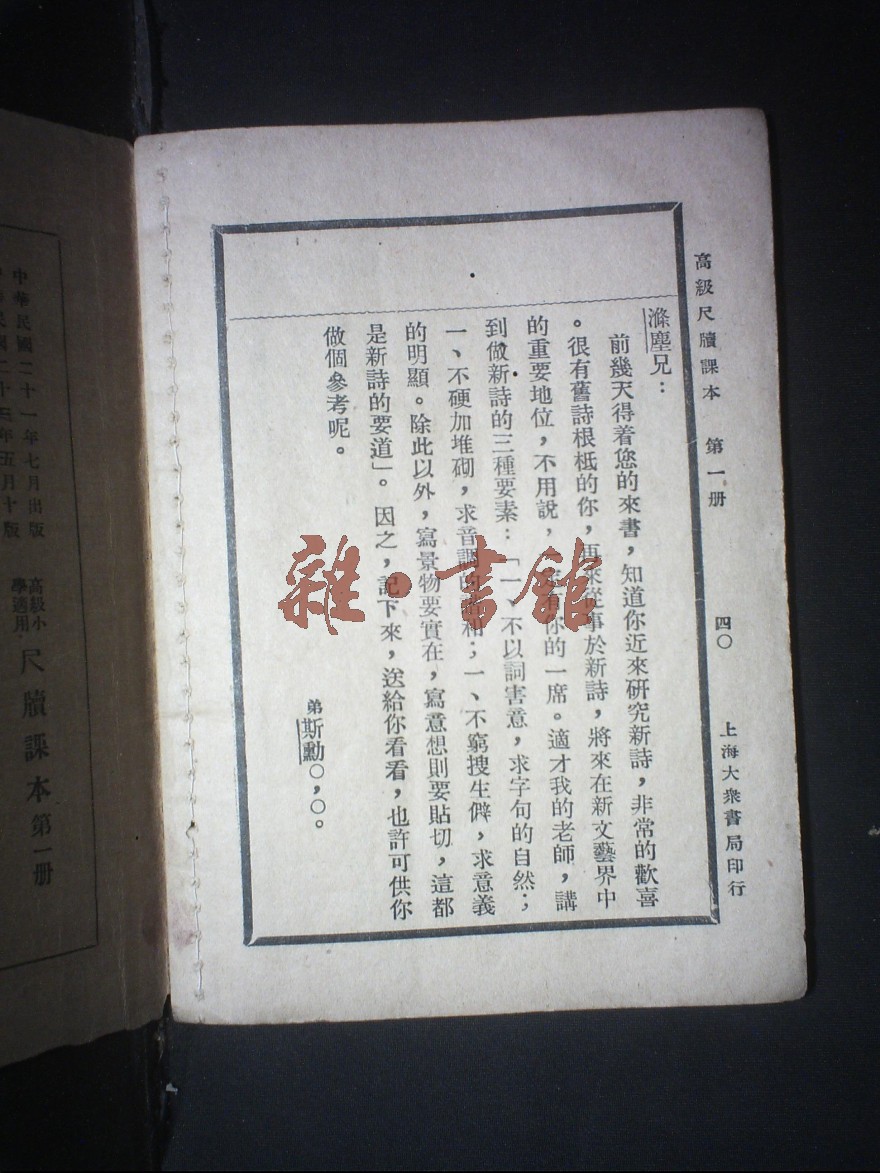 高級尺牘課本 第一册 四〇 上海大衆書局印行
滌塵兄：
前幾天得着您的來書，知道你近來研究新詩，非常的歡喜
。很有舊詩根柢的你，再來從事於新詩，將來在新文藝界中
的重要地位，不用說，你的一席。適才我的老師，講
到做新詩的三種要素：「一、不以詞害意，求字句的自然；
一、不硬加堆砌，求音調的和；一、不窮搜生僻，求意義
的明顯。除此以外，寫景物要實在，寫意想則要貼切，這都
是新詩的要道」。因之，記下來，送給你看看，也許可供你
做個參考呢。
弟斯勳〇，〇。
雜·書館
中華民國二十一年七月出版
年五月十版
高級小
學適用
尺牘課本第一册